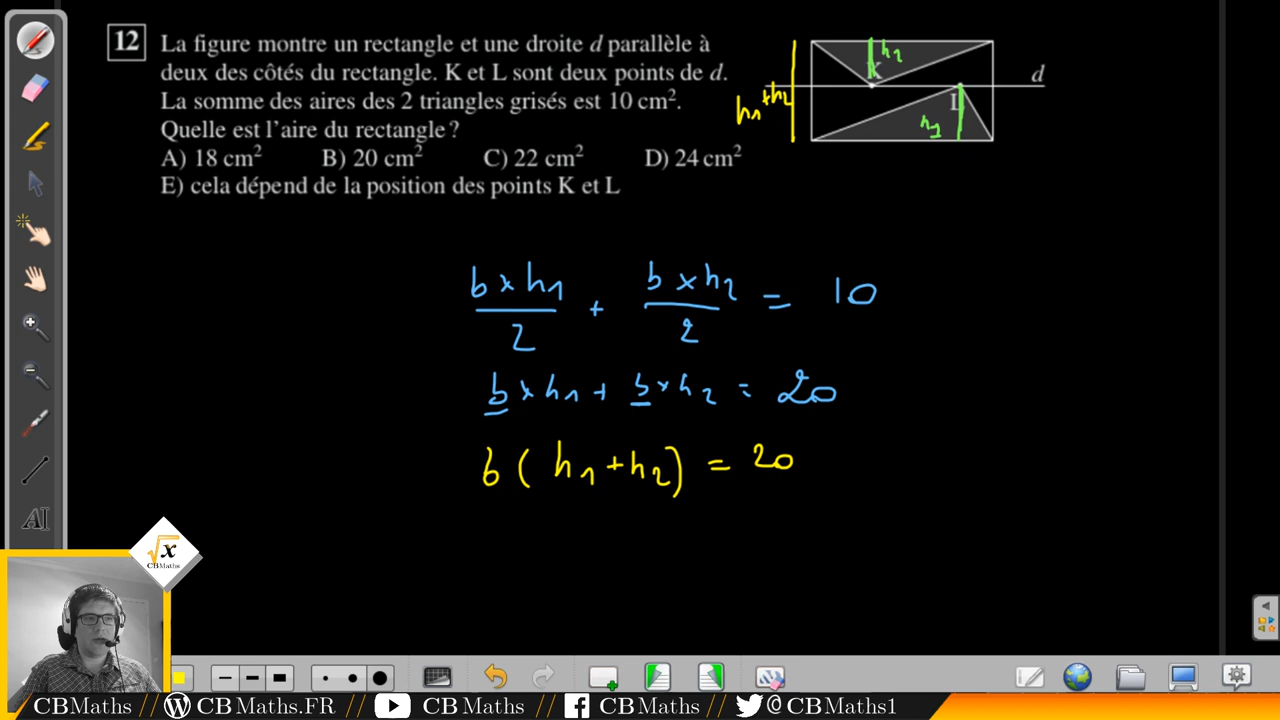 12 La figure montre un rectangle et une droite d parallèle à
deux des côtés du rectangle. K et L sont deux points de d.
La somme des aires des 2 triangles grisés est 10 cm².
Quelle est l'aire du rectangle ?
A) 18 cm² B) 20 cm² C) 22 cm² D) 24 cm²
E) cela dépend de la position des points K et L
h₁+h₂
h₂
K
d
L
h₁
b×h₁/2 + b×h₂/2 = 10
b×h₁ + b×h₂ = 20
b(h₁+h₂) = 20
AI
√x
CBMaths
CBMaths CBMaths.FR CBMaths CBMaths @CBMaths1